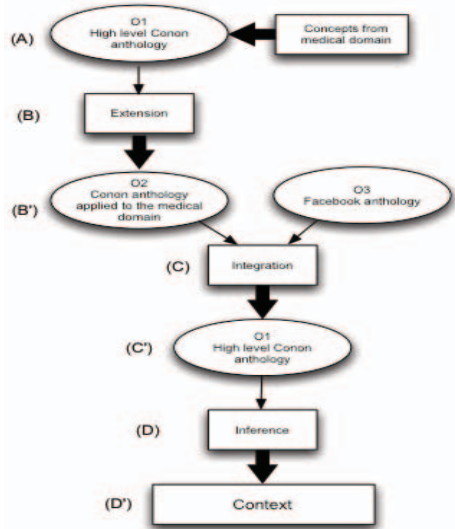 (A)
O1
High level Conon
anthology
Concepts from
medical domain
(B)
Extension
(B')
O2
Conon anthology
applied to the medical
domain
O3
Facebook anthology
(C)
Integration
(C')
O1
High level Conon
anthology
(D)
Inference
(D')
Context